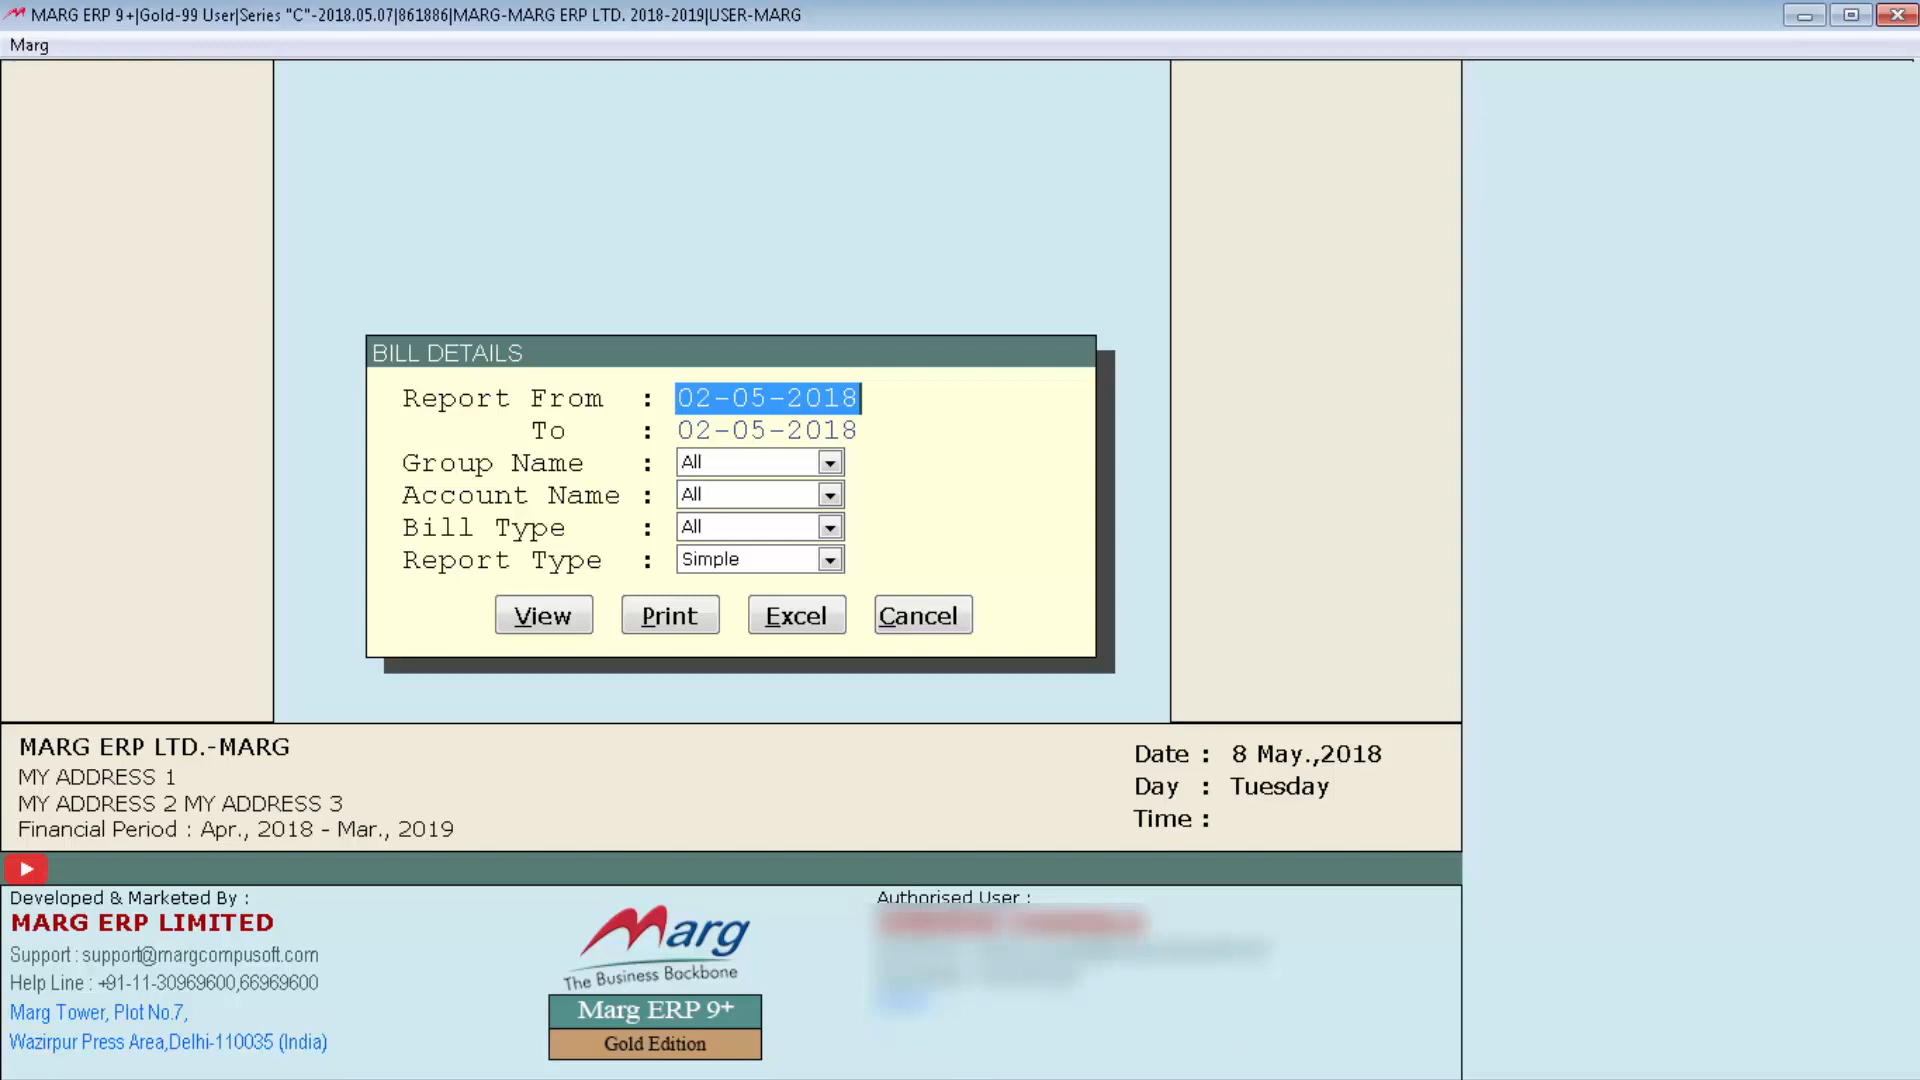 MARG ERP 9+|Gold-99 User|Series "C"-2018.05.07|861886|MARG-MARG ERP LTD. 2018-2019|USER-MARG
Marg
BILL DETAILS
Report From : 02-05-2018
To : 02-05-2018
Group Name : All
Account Name : All
Bill Type : All
Report Type : Simple
View Print Excel Cancel
MARG ERP LTD.-MARG
MY ADDRESS 1
MY ADDRESS 2 MY ADDRESS 3
Financial Period : Apr., 2018 - Mar., 2019
Date : 8 May.,2018
Day : Tuesday
Time :
Developed & Marketed By :
MARG ERP LIMITED
Support : support@margcompusoft.com
Help Line : +91-11-30969600,66969600
Marg Tower, Plot No.7,
Wazirpur Press Area,Delhi-110035 (India)
Marg
The Business Backbone
Marg ERP 9+
Gold Edition
Authorised User :